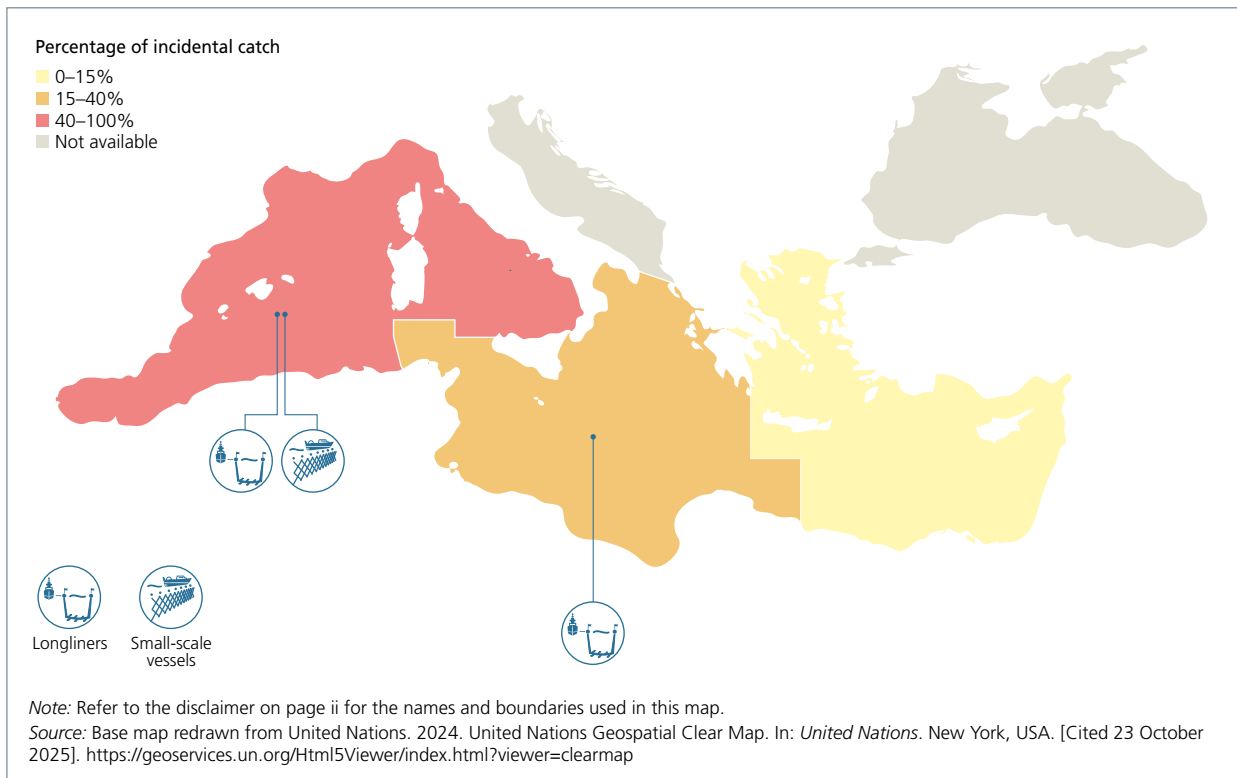 Percentage of incidental catch
0–15%
15–40%
40–100%
Not available
Longliners
Small-scale
vessels
Note: Refer to the disclaimer on page ii for the names and boundaries used in this map.
Source: Base map redrawn from United Nations. 2024. United Nations Geospatial Clear Map. In: United Nations. New York, USA. [Cited 23 October
2025]. https://geoservices.un.org/Html5Viewer/index.html?viewer=clearmap